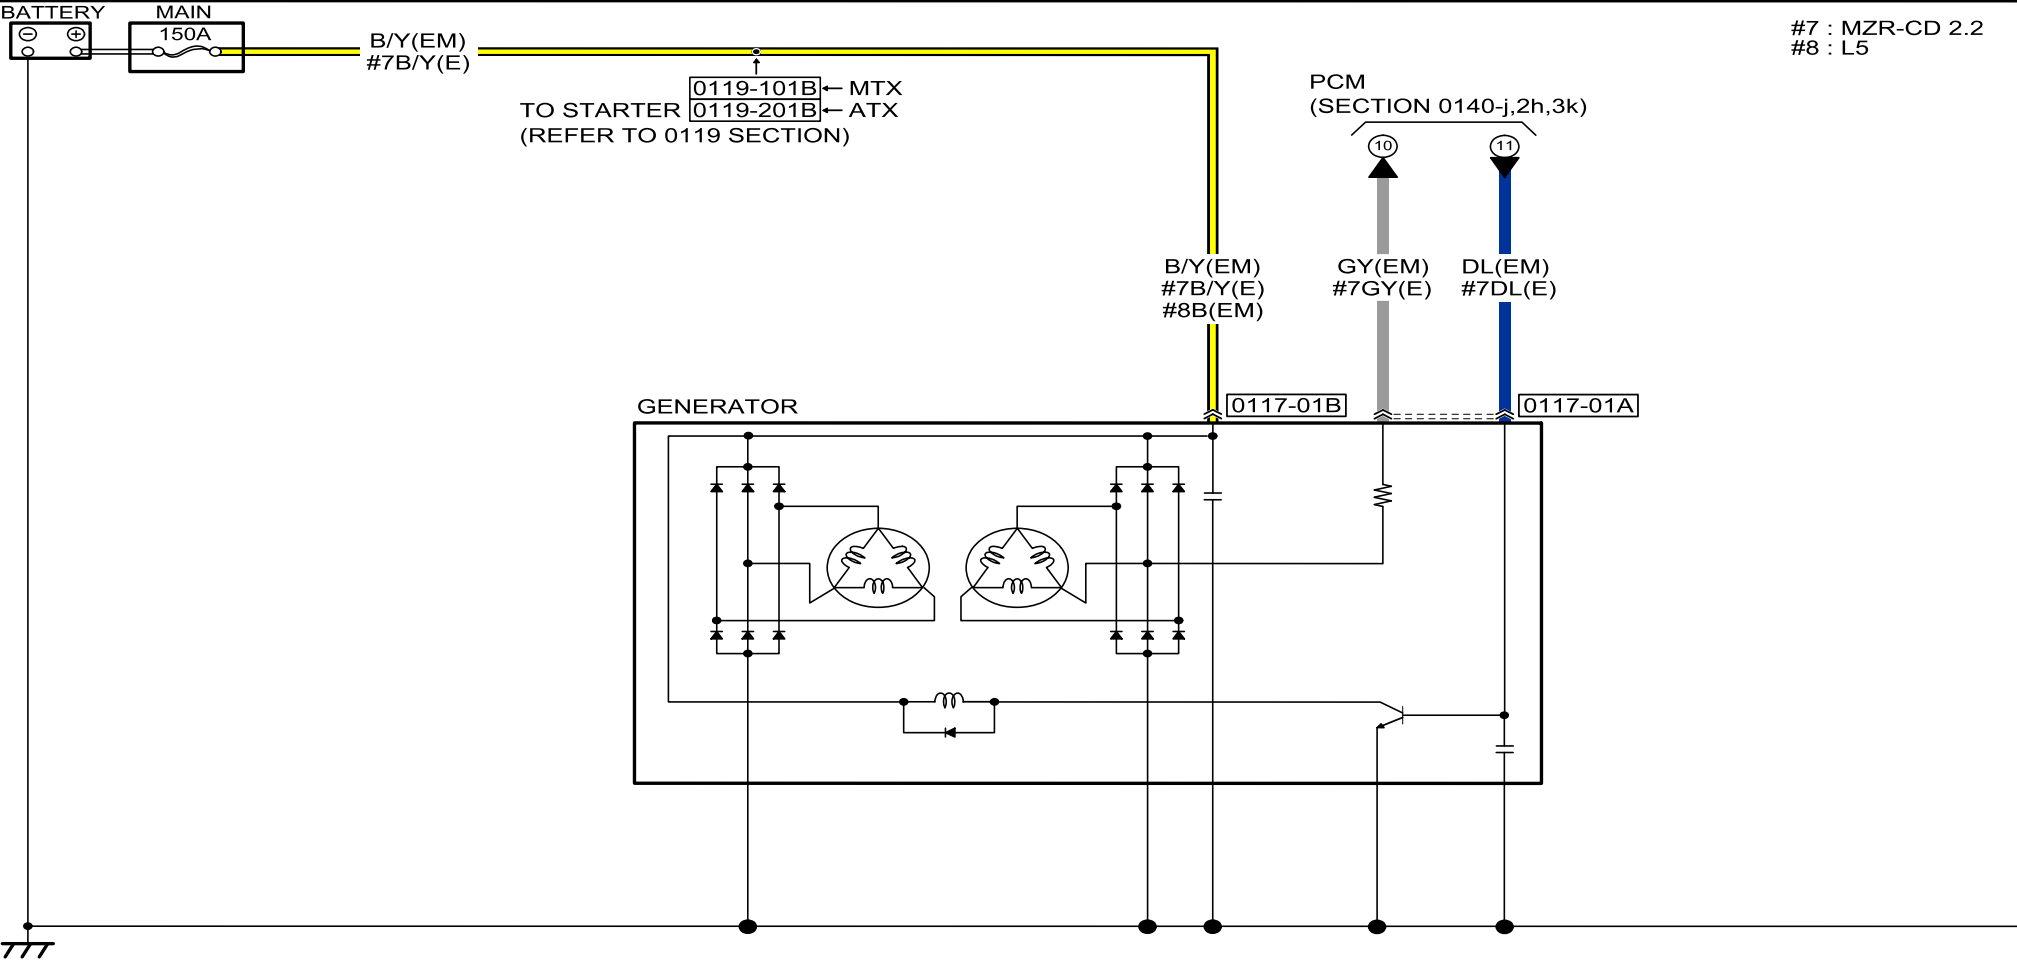 BATTERY
MAIN
− +
150A
B/Y(EM)
#7B/Y(E)
#7 : MZR-CD 2.2
#8 : L5
0119-101B MTX
TO STARTER 0119-201B ATX
(REFER TO 0119 SECTION)
PCM
(SECTION 0140-j,2h,3k)
10
11
B/Y(EM)
#7B/Y(E)
#8B(EM)
GY(EM)
#7GY(E)
DL(EM)
#7DL(E)
GENERATOR
0117-01B
0117-01A